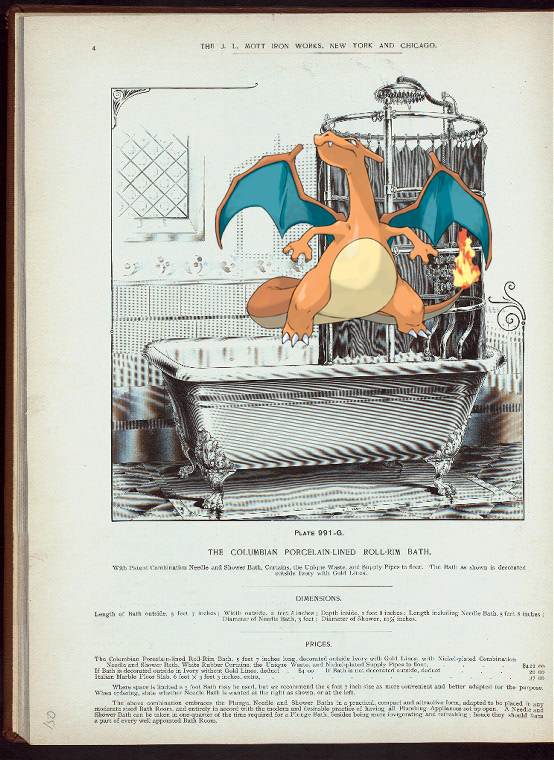 4
THE J. L. MOTT IRON WORKS, NEW YORK AND CHICAGO.
PLATE 991-G.
THE COLUMBIAN PORCELAIN-LINED ROLL-RIM BATH,
With Patent Combination Needle and Shower Bath, Curtains, the Unique Waste, and Supply Pipes to floor. The Bath as shown is decorated
outside Ivory with Gold Lines.
DIMENSIONS.
Length of Bath outside, 5 feet 7 inches; Width outside, 2 feet 8 inches; Depth inside, 1 foot 8 inches; Length including Needle Bath, 5 feet 8 inches;
Diameter of Needle Bath, 3 feet; Diameter of Shower, inches.
PRICES.
The Columbian Porcelain-lined Roll Rim Bath, 5 feet 7 inches long, decorated outside Ivory with Gold Lines, with Nickel-plated Combination
Needle and Shower Bath, White Rubber Curtains, the Unique Waste, and Nickel-plated Supply Pipes to floor,
If Bath is decorated outside in Ivory without Gold Lines, deduct $4 00 If Bath is not decorated outside, deduct 20 00
Italian Marble Floor Slab, 6 feet × 3 feet 3 inches, extra, 37 00
Where space is limited a 5 foot Bath may be used, but we recommend the 5 foot 7 inch size as more convenient and better adapted for the purpose.
When ordering, state whether Needle Bath is wanted at the right as shown, or at the left.
The above combination embraces the Plunge, Needle and Shower Baths in a practical, compact and attractive form, adapted to be placed in any
moderate sized Bath Room, and entirely in accord with the modern and desirable practice of having all Plumbing Appliances set up open. A Needle and
Shower Bath can be taken in one-quarter of the time required for a Plunge Bath, besides being more invigorating and refreshing; hence they should form
a part of every well appointed Bath Room.